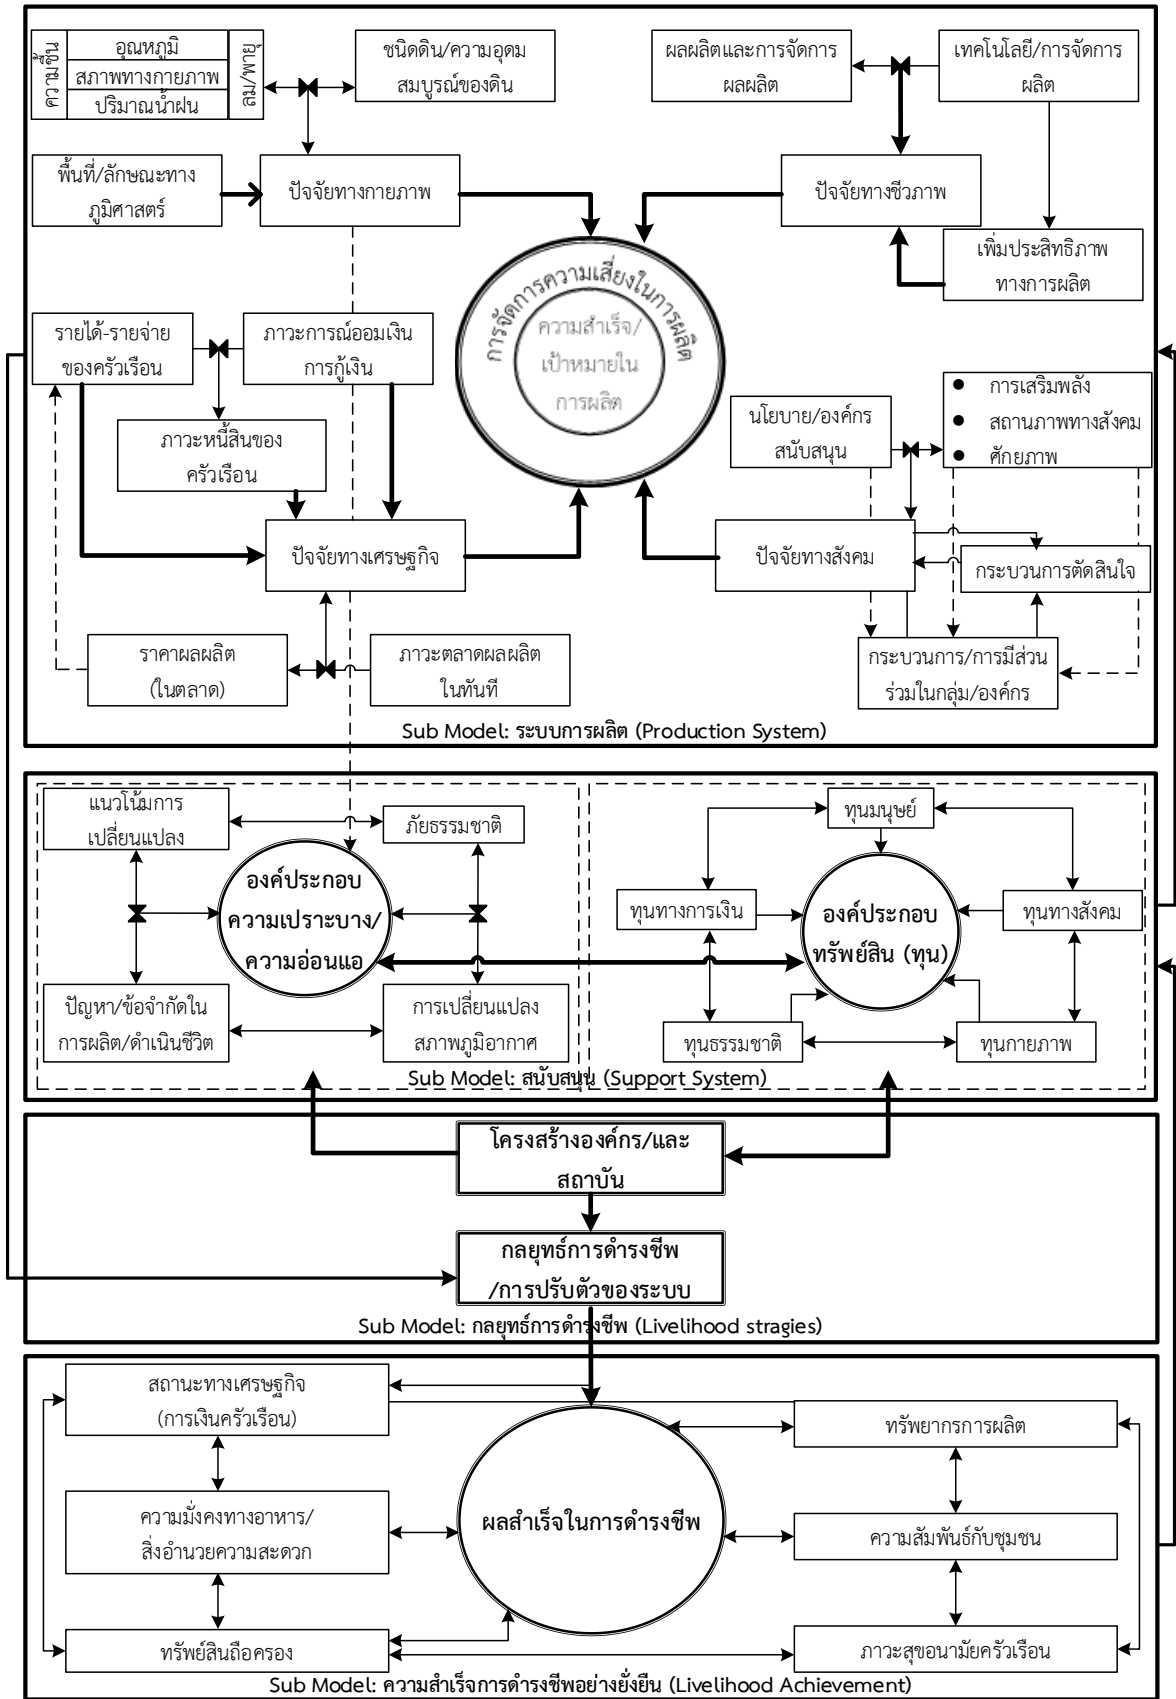 ความชื้น
อุณหภูมิ
สภาพทางกายภาพ
ปริมาณน้ำฝน
ลม/พายุ
ชนิดดิน/ความอุดม
สมบูรณ์ของดิน
ผลผลิตและการจัดการ
ผลผลิต
เทคโนโลยี/การจัดการ
ผลิต
พื้นที่/ลักษณะทาง
ภูมิศาสตร์
ปัจจัยทางกายภาพ
ปัจจัยทางชีวภาพ
เพิ่มประสิทธิภาพ
ทางการผลิต
การจัดการความเสี่ยงในการผลิต
ความสำเร็จ/
เป้าหมายใน
การผลิต
รายได้-รายจ่าย
ของครัวเรือน
ภาวะการณ์ออมเงิน
การกู้เงิน
ภาวะหนี้สินของ
ครัวเรือน
นโยบาย/องค์กร
สนับสนุน
● การเสริมพลัง
● สถานภาพทางสังคม
● ศักยภาพ
ปัจจัยทางเศรษฐกิจ
ปัจจัยทางสังคม
กระบวนการตัดสินใจ
ราคาผลผลิต
(ในตลาด)
ภาวะตลาดผลผลิต
ในทันที
กระบวนการ/การมีส่วน
ร่วมในกลุ่ม/องค์กร
Sub Model: ระบบการผลิต (Production System)
แนวโน้มการ
เปลี่ยนแปลง
ภัยธรรมชาติ
องค์ประกอบ
ความเปราะบาง/
ความอ่อนแอ
ปัญหา/ข้อจำกัดใน
การผลิต/ดำเนินชีวิต
การเปลี่ยนแปลง
สภาพภูมิอากาศ
ทุนมนุษย์
ทุนทางการเงิน
องค์ประกอบ
ทรัพย์สิน (ทุน)
ทุนทางสังคม
ทุนธรรมชาติ
ทุนกายภาพ
Sub Model: สนับสนุน (Support System)
โครงสร้างองค์กร/และ
สถาบัน
กลยุทธ์การดำรงชีพ
/การปรับตัวของระบบ
Sub Model: กลยุทธ์การดำรงชีพ (Livelihood stragies)
สถานะทางเศรษฐกิจ
(การเงินครัวเรือน)
ทรัพยากรการผลิต
ความมั่งคงทางอาหาร/
สิ่งอำนวยความสะดวก
ผลสำเร็จในการดำรงชีพ
ความสัมพันธ์กับชุมชน
ทรัพย์สินถือครอง
ภาวะสุขอนามัยครัวเรือน
Sub Model: ความสำเร็จการดำรงชีพอย่างยั่งยืน (Livelihood Achievement)